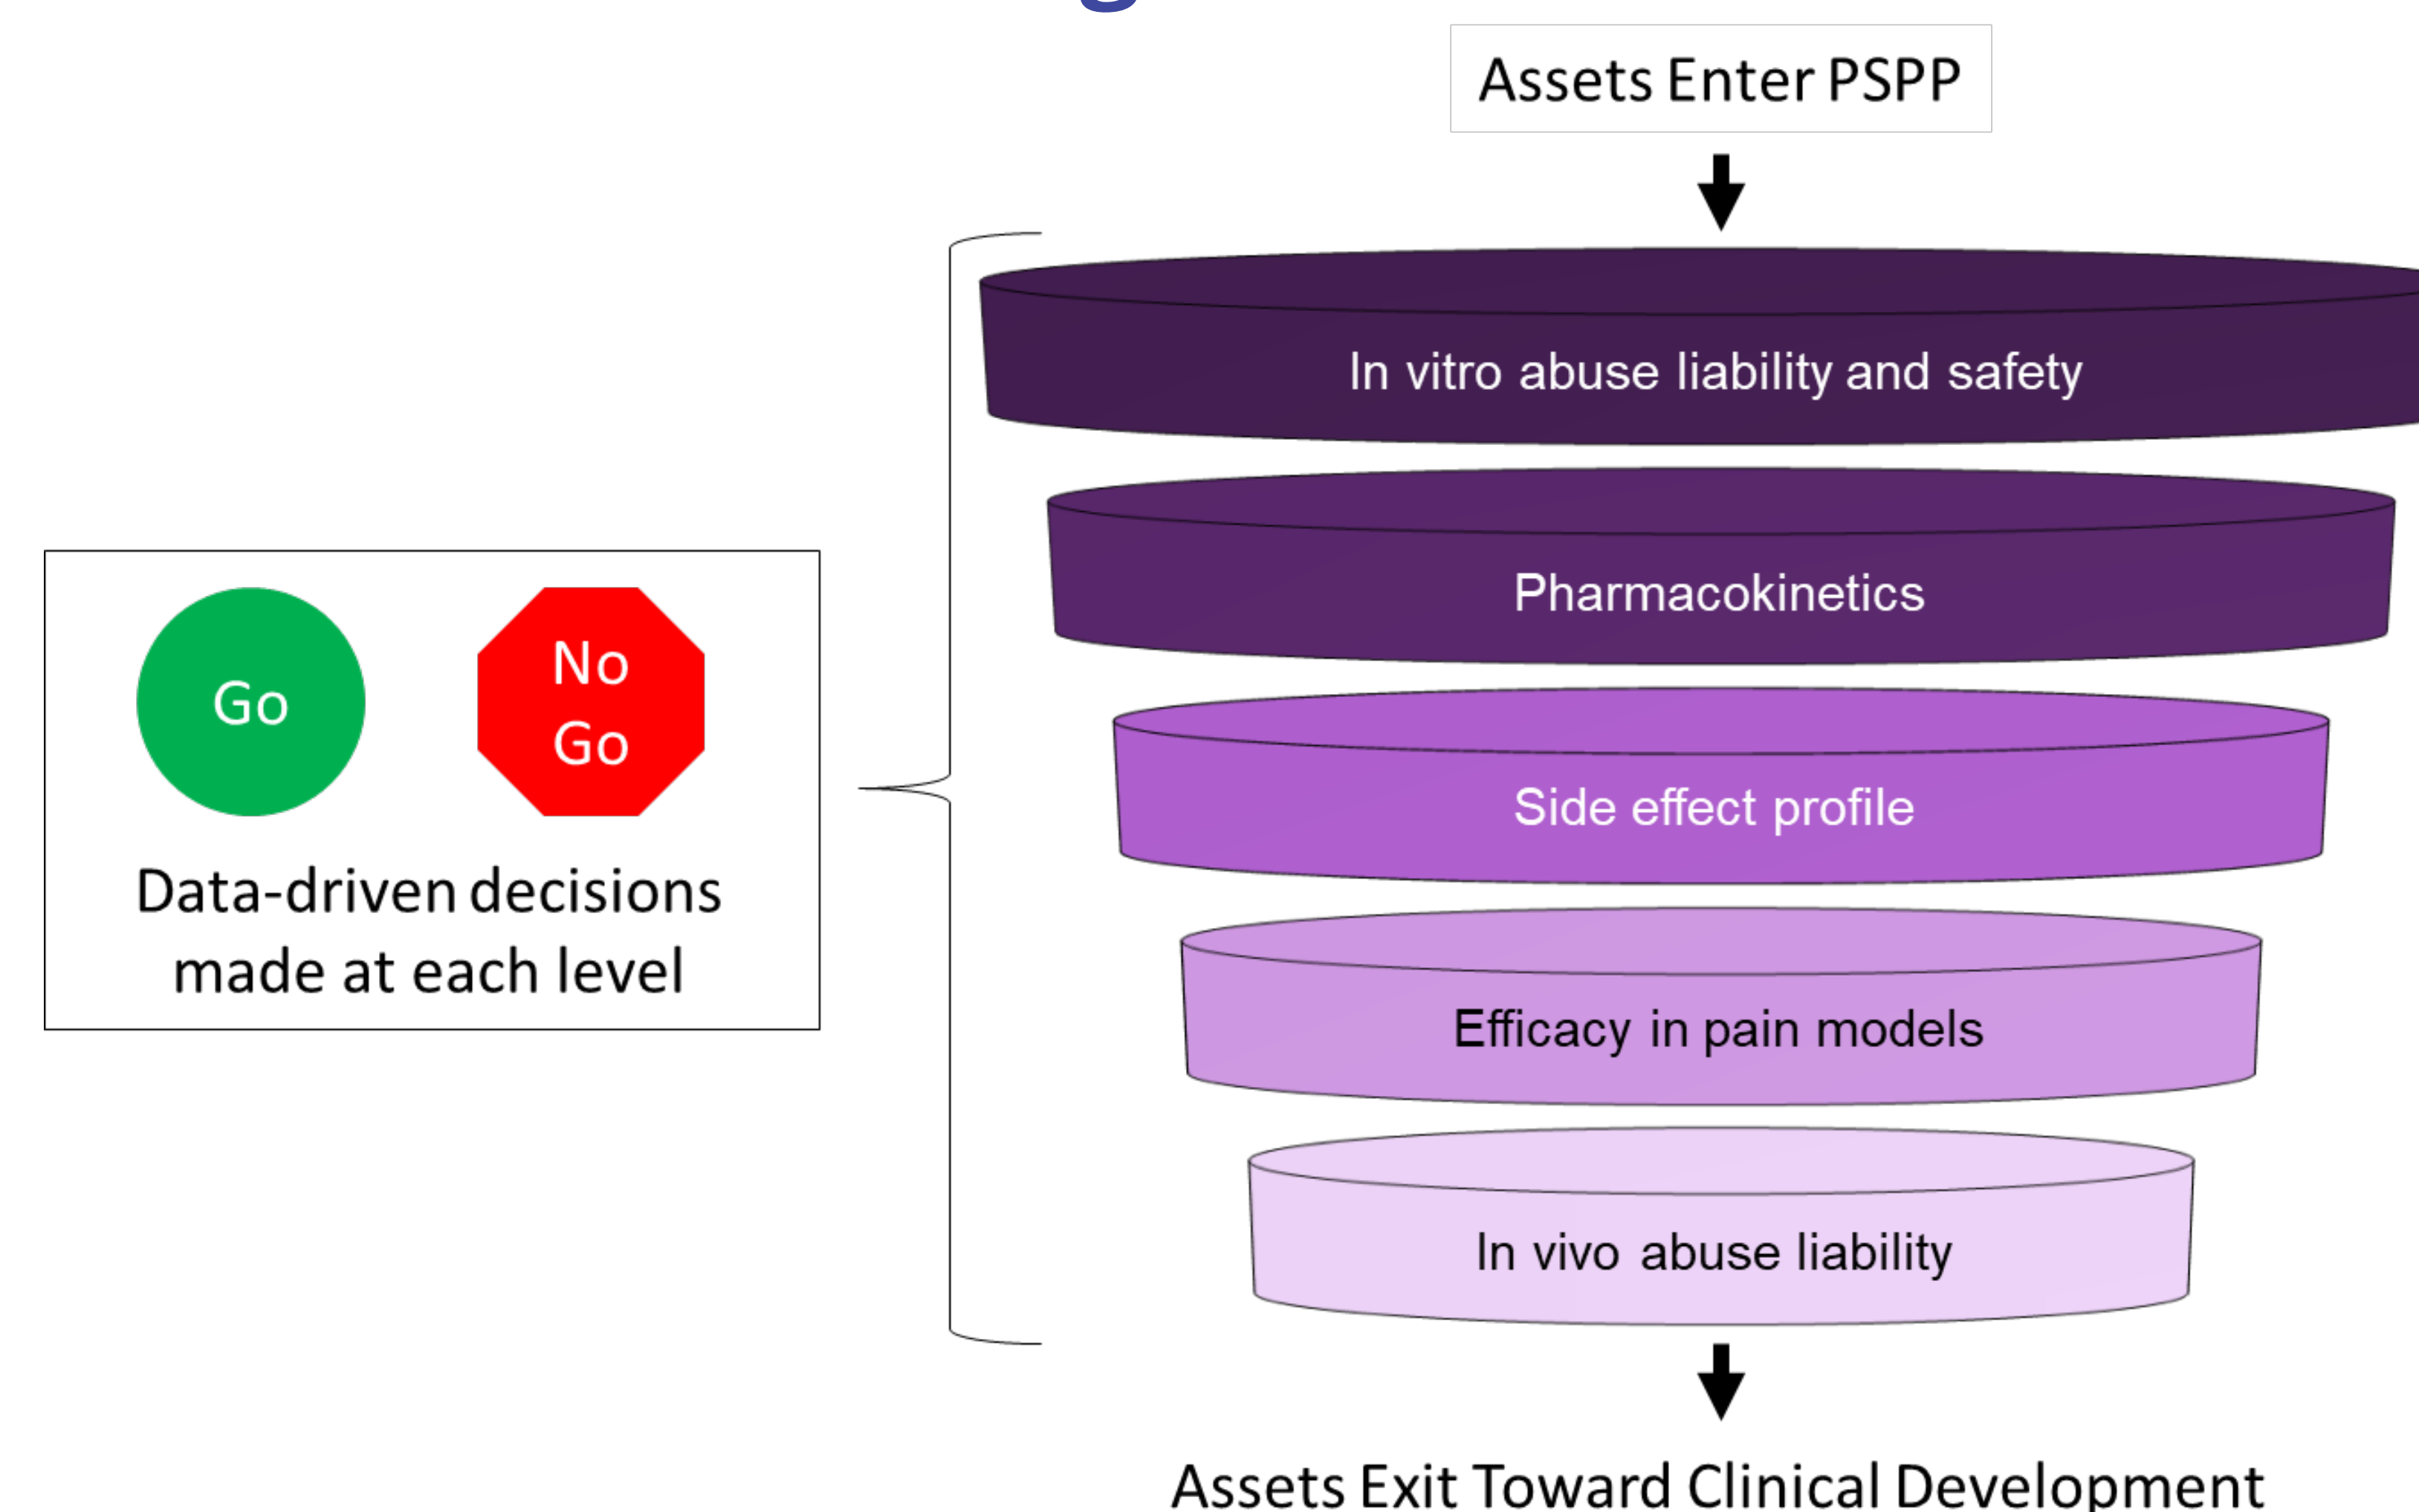 Assets Enter PSPP
In vitro abuse liability and safety
Pharmacokinetics
Go
No
Go
Side effect profile
Data-driven decisions
made at each level
Efficacy in pain models
In vivo abuse liability
Assets Exit Toward Clinical Development